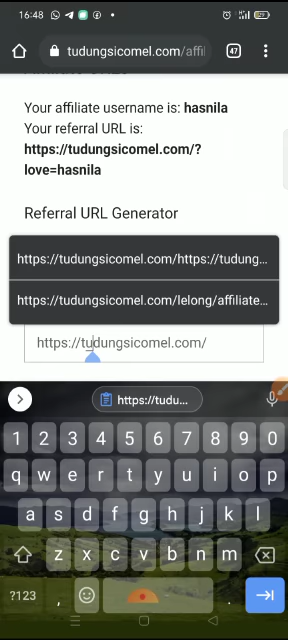 16:48
tudungsicomel.com/affil
47
Your affiliate username is: hasnila
Your referral URL is:
https://tudungsicomel.com/?
love=hasnila
Referral URL Generator
https://tudungsicomel.com/https://tudung...
https://tudungsicomel.com/lelong/affiliate...
https://tudungsicomel.com/
https://tudu...
1 2 3 4 5 6 7 8 9 0
q w e r t y u i o p
a s d f g h j k l
z x c v b n m
?123 , .